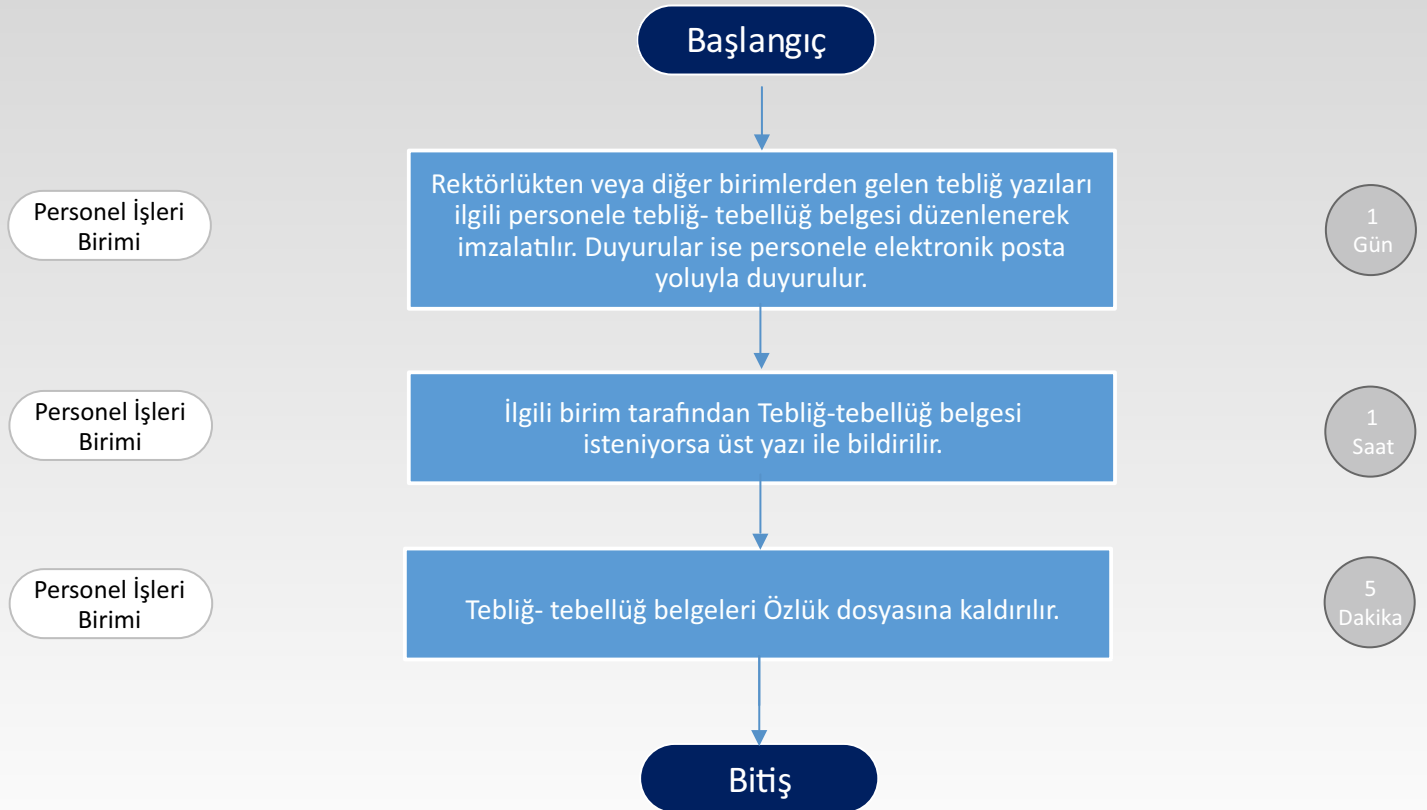 Başlangıç
Personel İşleri
Birimi
Rektörlükten veya diğer birimlerden gelen tebliğ yazıları
ilgili personele tebliğ- tebellüğ belgesi düzenlenerek
imzalatılır. Duyurular ise personele elektronik posta
yoluyla duyurulur.
1
Gün
Personel İşleri
Birimi
İlgili birim tarafından Tebliğ-tebellüğ belgesi
isteniyorsa üst yazı ile bildirilir.
1
Saat
Personel İşleri
Birimi
Tebliğ- tebellüğ belgeleri Özlük dosyasına kaldırılır.
5
Dakika
Bitiş